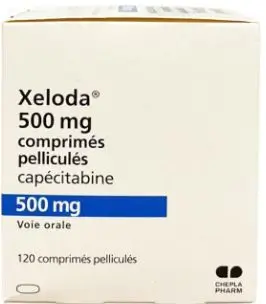 Xeloda®
500 mg
comprimés
pelliculés
capécitabine
500 mg
Voie orale
120 comprimés pelliculés
CHEPLA
PHARM